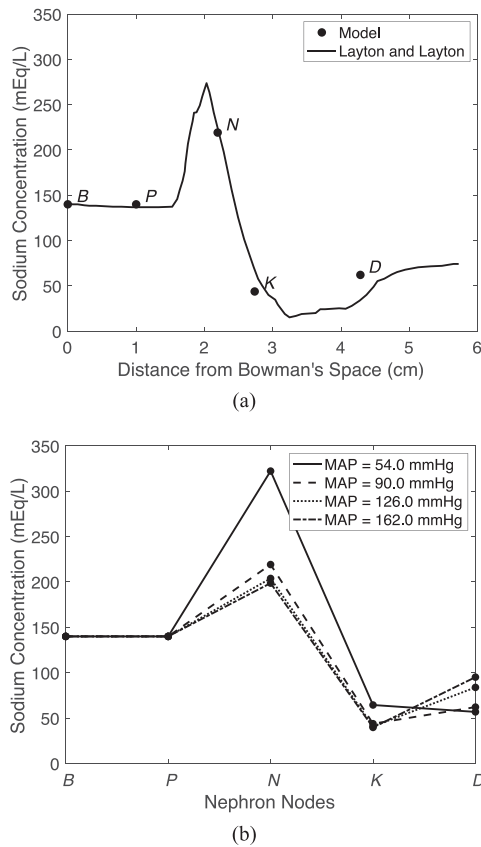 350
300
250
200
150
100
50
0
Sodium Concentration (mEq/L)
Model
Layton and Layton
B
P
N
K
D
0 1 2 3 4 5 6
Distance from Bowman's Space (cm)
(a)
350
300
250
200
150
100
50
0
Sodium Concentration (mEq/L)
MAP = 54.0 mmHg
MAP = 90.0 mmHg
MAP = 126.0 mmHg
MAP = 162.0 mmHg
B P N K D
Nephron Nodes
(b)